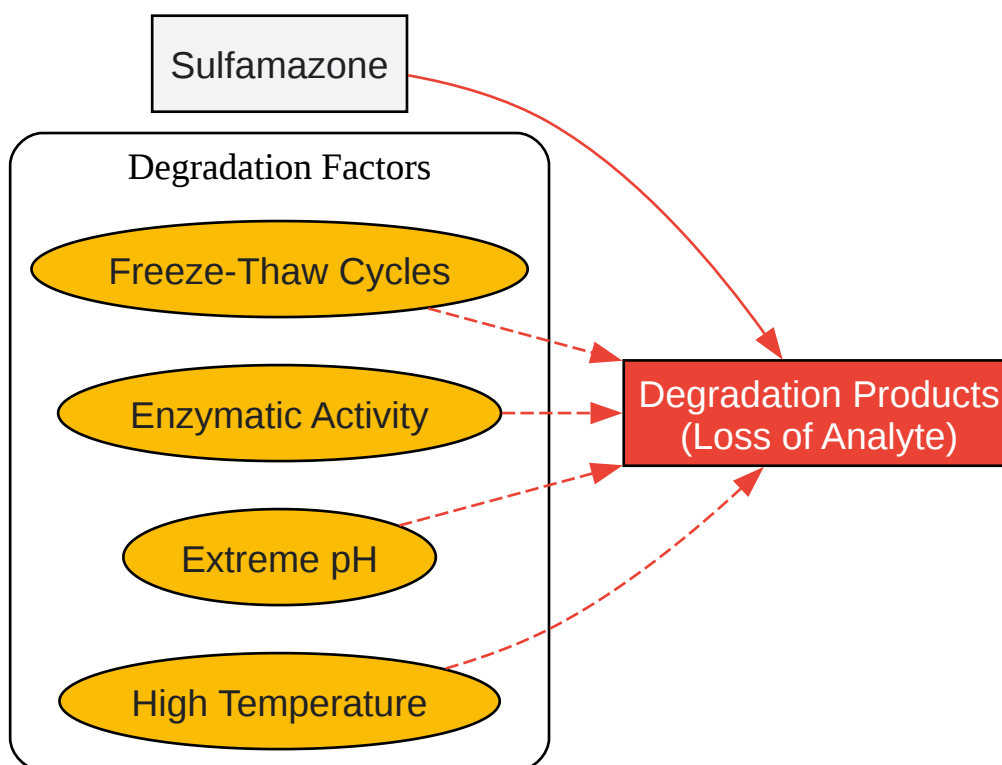 Sulfamazone
Degradation Factors
Freeze-Thaw Cycles
Enzymatic Activity
Extreme pH
High Temperature
Degradation Products
(Loss of Analyte)